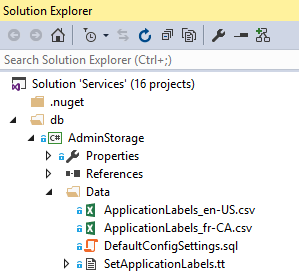 Solution Explorer
Search Solution Explorer (Ctrl+;)
Solution 'Services' (16 projects)
.nuget
db
C# AdminStorage
Properties
References
Data
ApplicationLabels_en-US.csv
ApplicationLabels_fr-CA.csv
DefaultConfigSettings.sql
SetApplicationLabels.tt